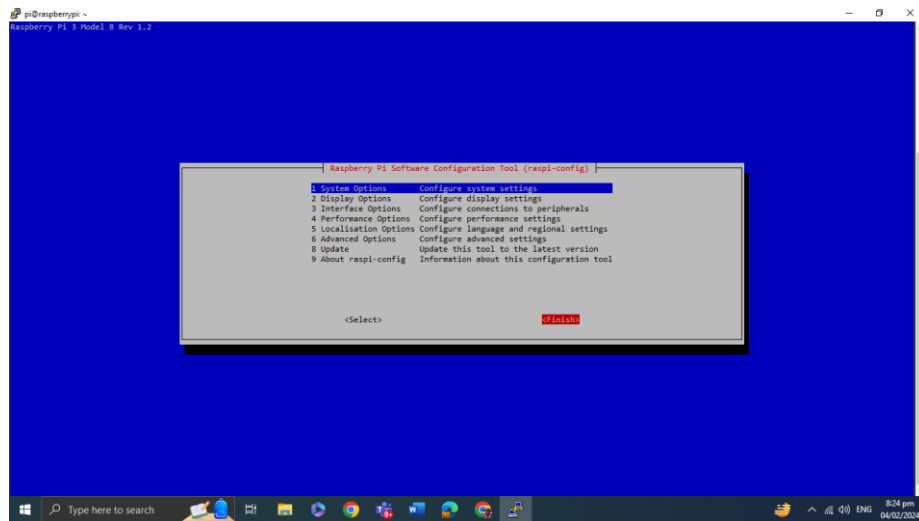 pi@raspberrypi: ~
Raspberry Pi 3 Model B Rev 1.2
Raspberry Pi Software Configuration Tool (raspi-config)
1 System Options Configure system settings
2 Display Options Configure display settings
3 Interface Options Configure connections to peripherals
4 Performance Options Configure performance settings
5 Localisation Options Configure language and regional settings
6 Advanced Options Configure advanced settings
8 Update Update this tool to the latest version
9 About raspi-config Information about this configuration tool
<Select> <Finish>
Type here to search
ENG
8:24 pm
04/02/2024